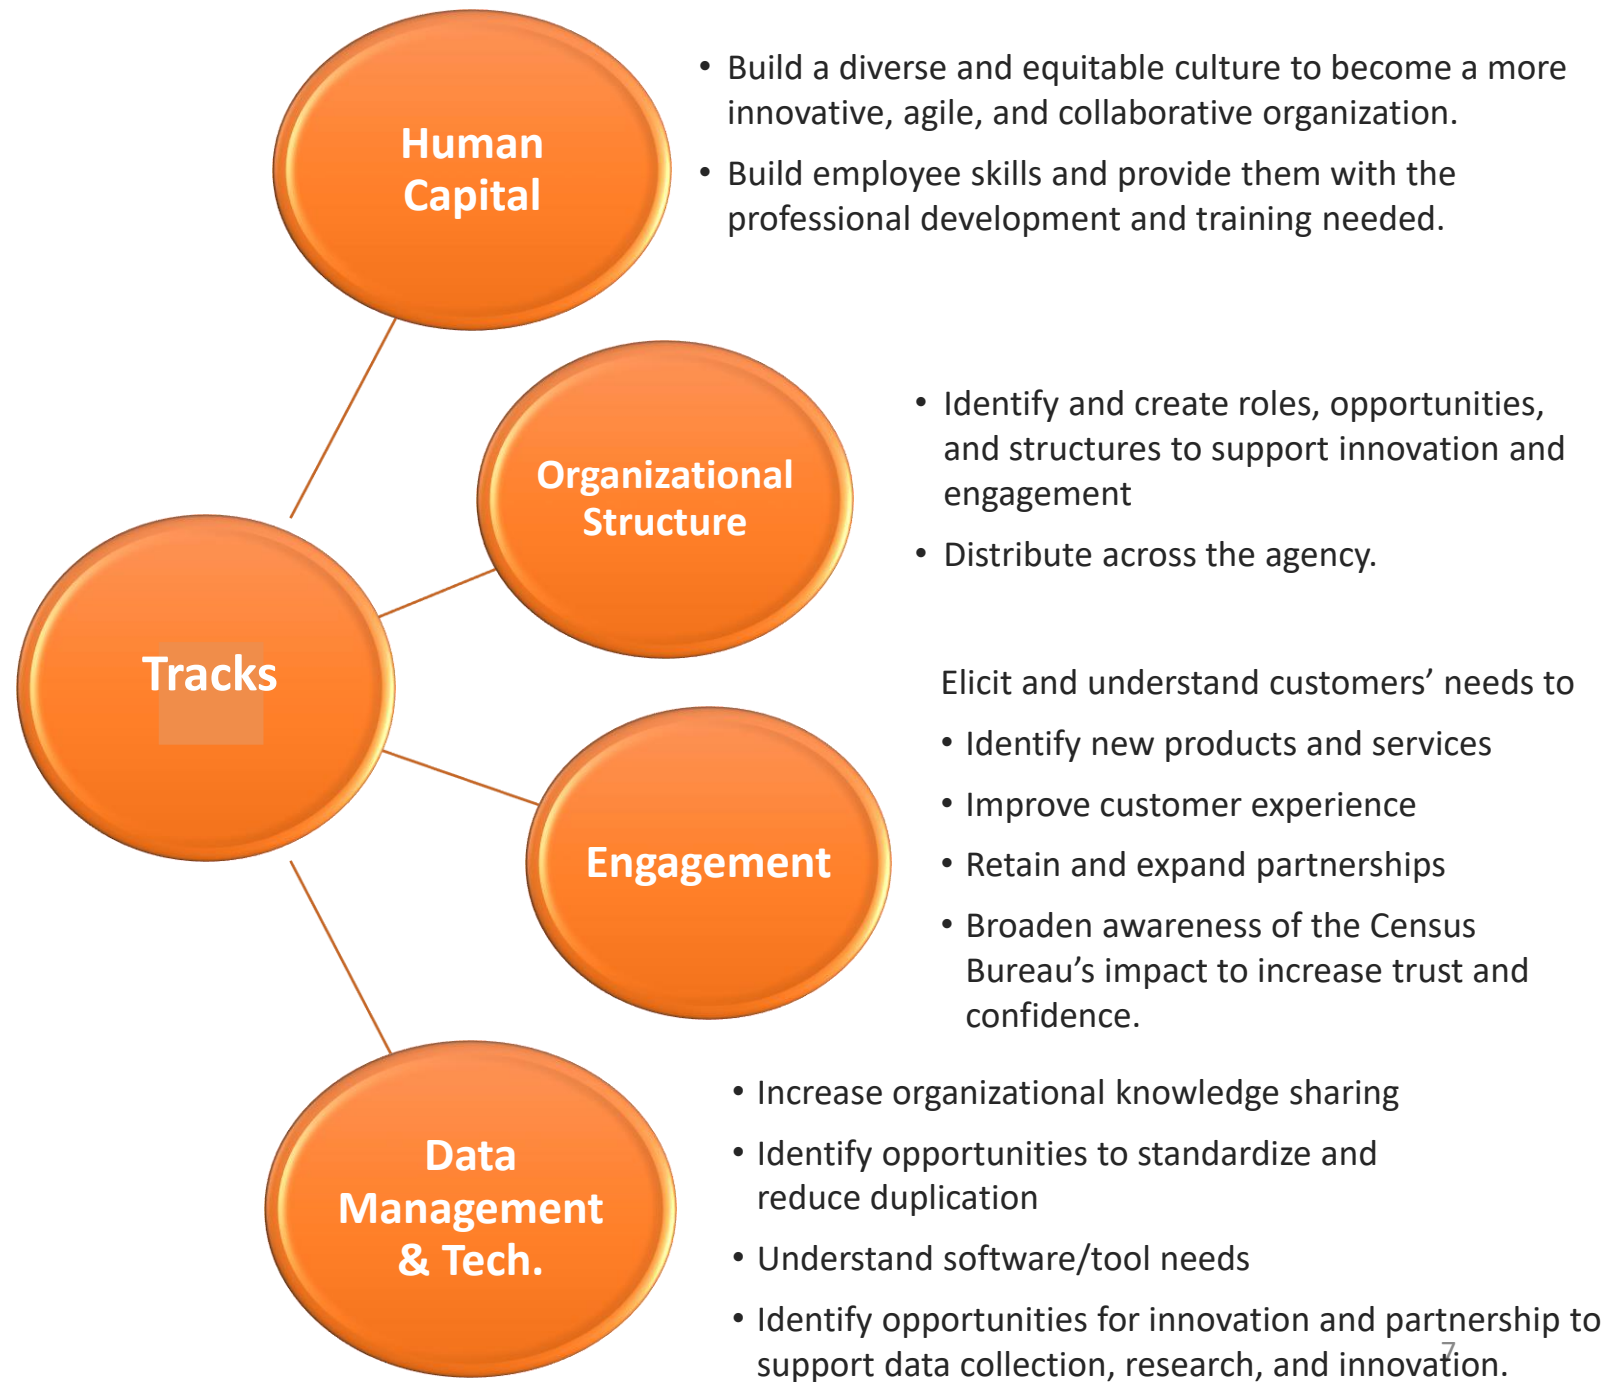 Human
Capital
• Build a diverse and equitable culture to become a more
innovative, agile, and collaborative organization.
• Build employee skills and provide them with the
professional development and training needed.
Organizational
Structure
• Identify and create roles, opportunities,
and structures to support innovation and
engagement
• Distribute across the agency.
Tracks
Engagement
Elicit and understand customers’ needs to
• Identify new products and services
• Improve customer experience
• Retain and expand partnerships
• Broaden awareness of the Census
Bureau’s impact to increase trust and
confidence.
Data
Management
& Tech.
• Increase organizational knowledge sharing
• Identify opportunities to standardize and
reduce duplication
• Understand software/tool needs
• Identify opportunities for innovation and partnership to
support data collection, research, and innovation.
7